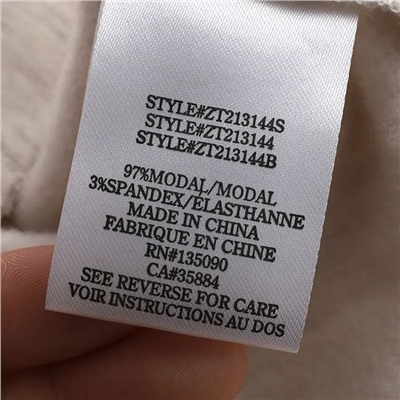 STYLE#ZT213144S
STYLE#ZT213144
STYLE#ZT213144B
97%MODAL/MODAL
3%SPANDEX/ÉLASTHANNE
MADE IN CHINA
FABRIQUE EN CHINE
RN#135090
CA#35884
SEE REVERSE FOR CARE
VOIR INSTRUCTIONS AU DOS